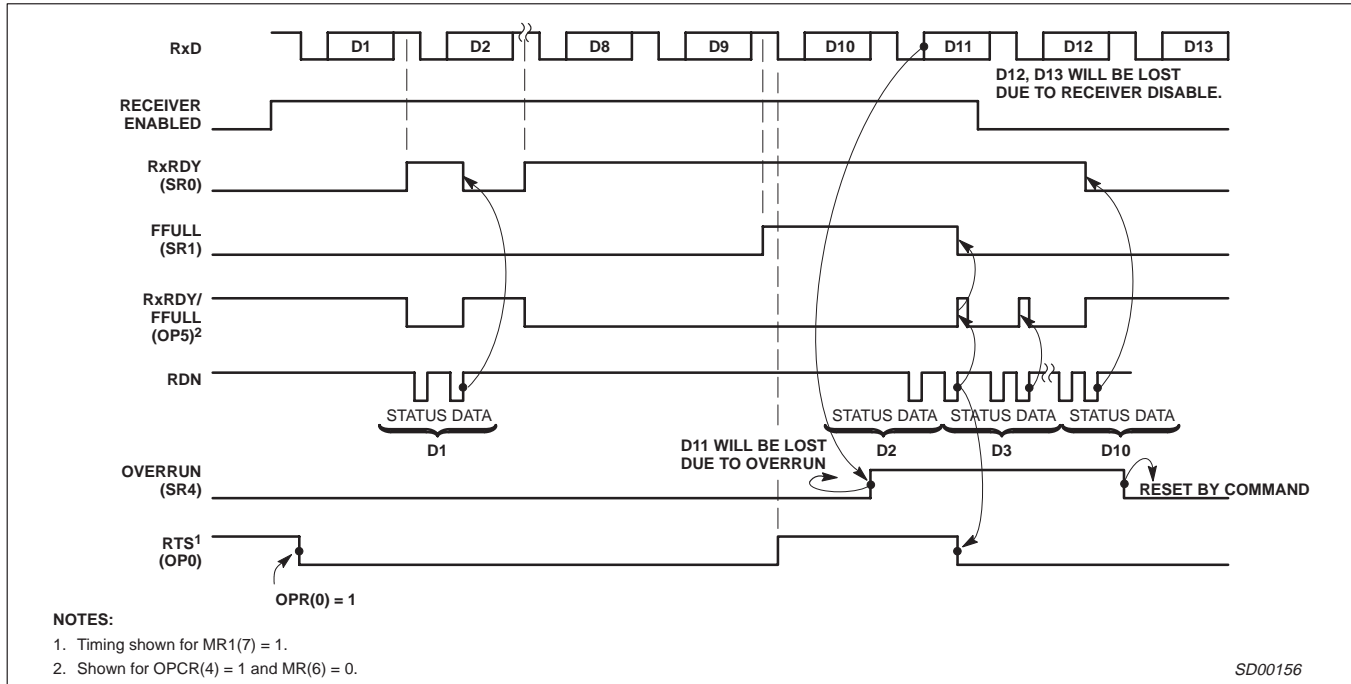 RxD
D1
D2
D8
D9
D10
D11
D12
D13
D12, D13 WILL BE LOST
DUE TO RECEIVER DISABLE.
RECEIVER
ENABLED
RxRDY
(SR0)
FFULL
(SR1)
RxRDY/
FFULL
(OP5)2
RDN
STATUS DATA
D1
STATUS DATA
D2
STATUS DATA
D3
STATUS DATA
D10
D11 WILL BE LOST
DUE TO OVERRUN
OVERRUN
(SR4)
RESET BY COMMAND
RTS1
(OP0)
OPR(0) = 1
NOTES:
1. Timing shown for MR1(7) = 1.
2. Shown for OPCR(4) = 1 and MR(6) = 0.
SD00156